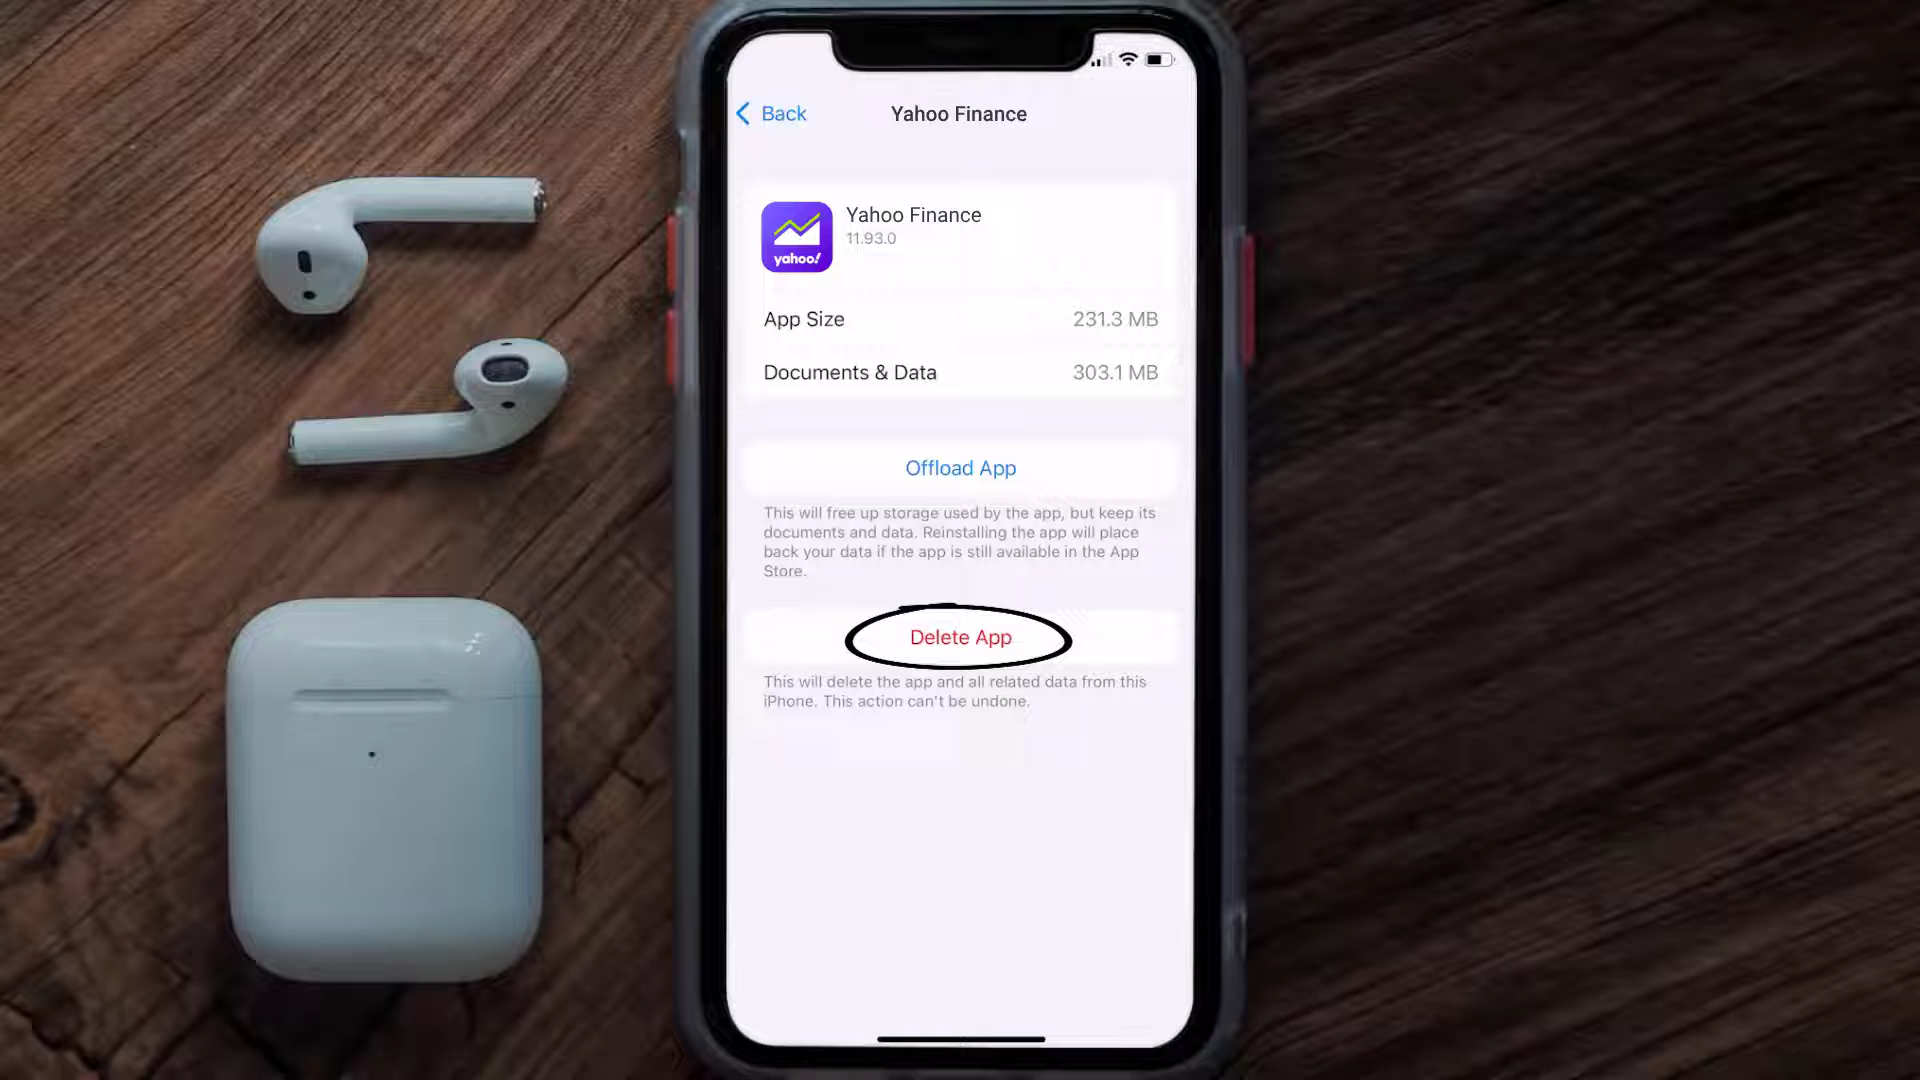 Back
Yahoo Finance
yahoo!
Yahoo Finance
11.93.0
App Size
231.3 MB
Documents & Data
303.1 MB
Offload App
This will free up storage used by the app, but keep its
documents and data. Reinstalling the app will place
back your data if the app is still available in the App
Store.
Delete App
This will delete the app and all related data from this
iPhone. This action can't be undone.